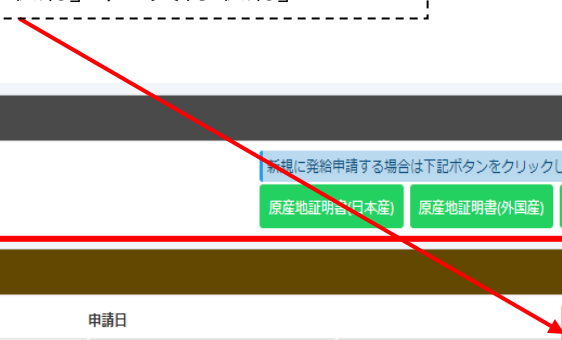 新規に発給申請する場合は下記ボタンをクリックし
原産地証明書(日本産) 原産地証明書(外国産)
申請日